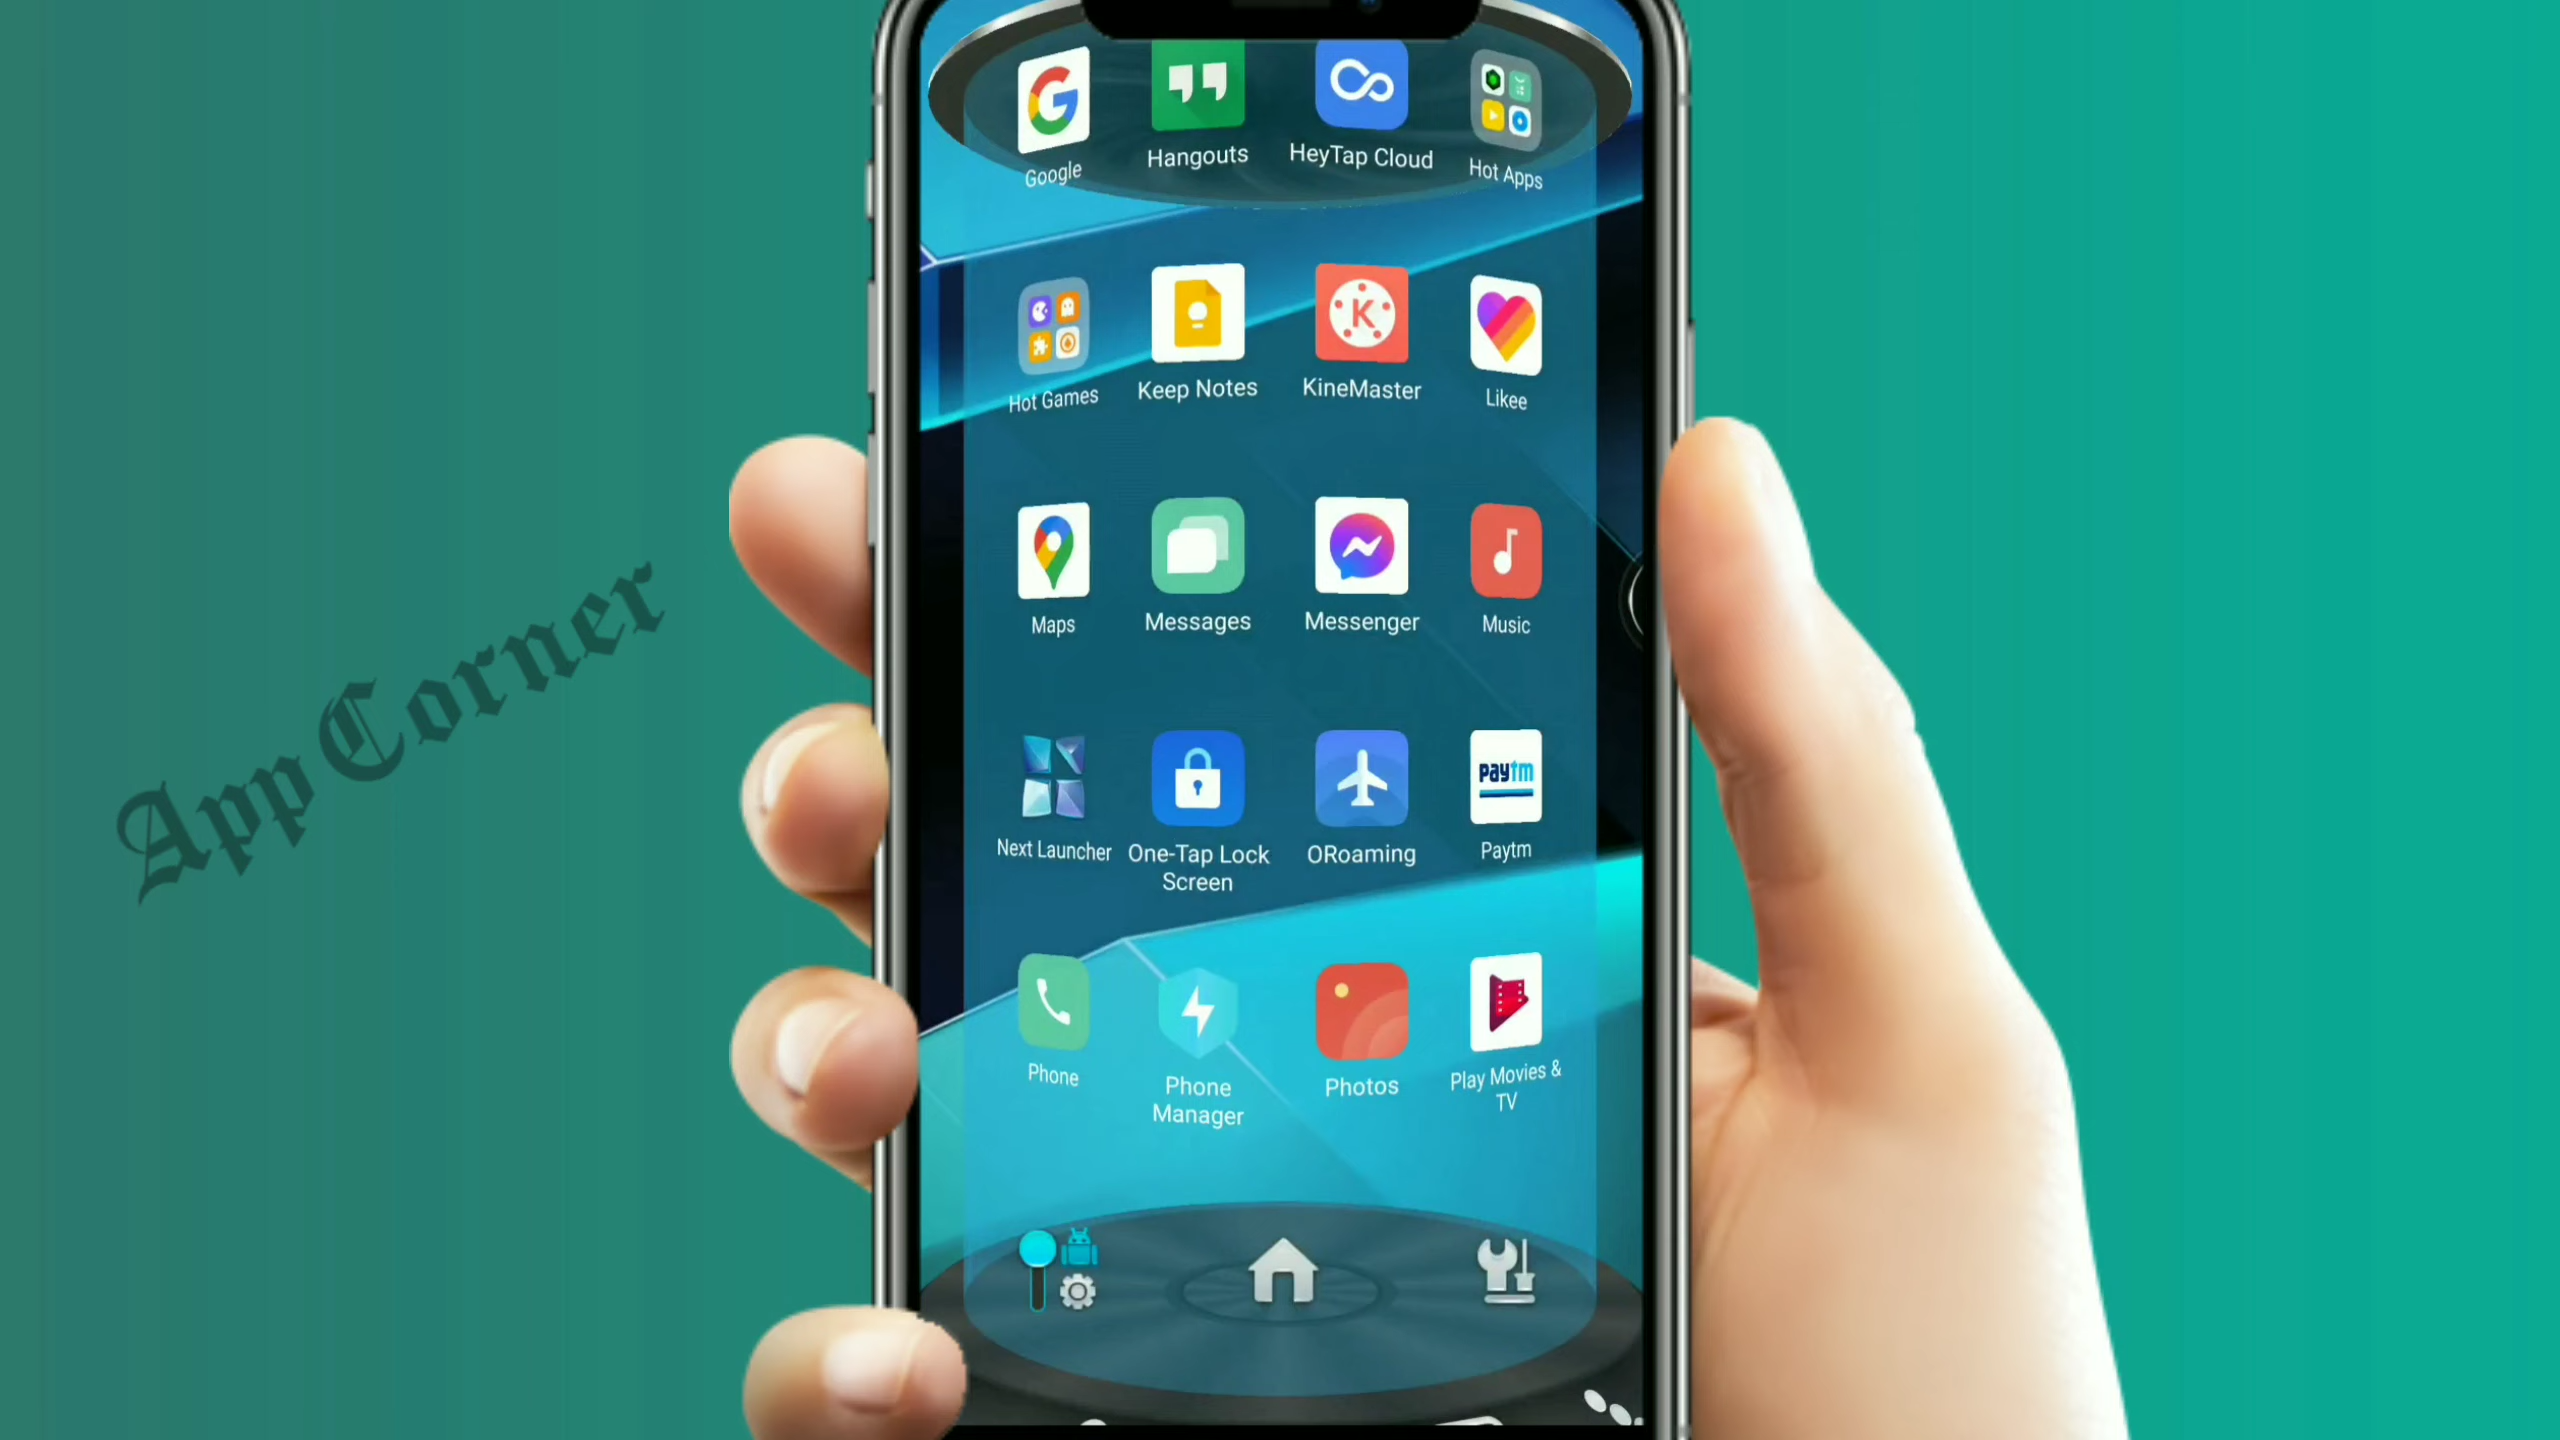 Google
Hangouts
HeyTap Cloud
Hot Apps
Hot Games
Keep Notes
KineMaster
K
Likee
Maps
Messages
Messenger
Music
Next Launcher
One-Tap Lock
Screen
ORoaming
paytm
Paytm
Phone
Phone
Manager
Photos
Play Movies &
TV
App Corner